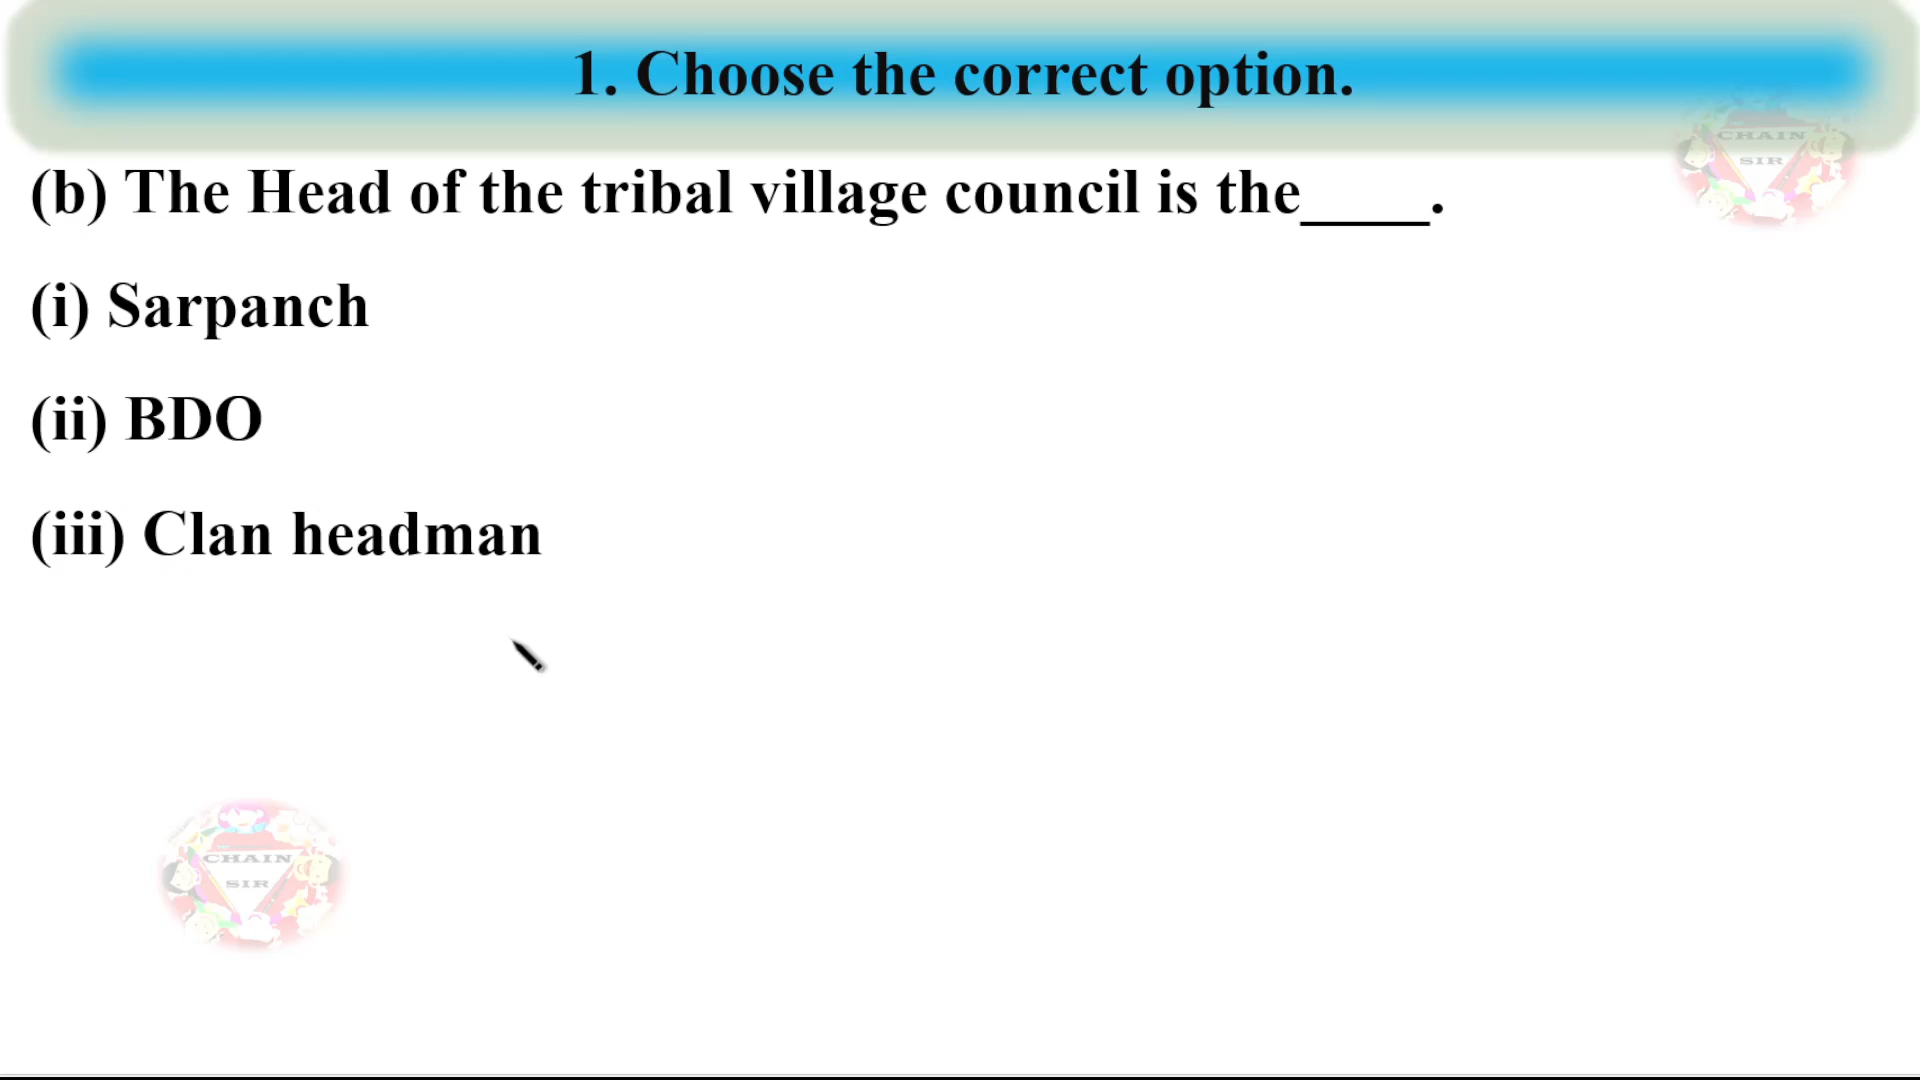 1. Choose the correct option.
CHAIN
SIR
(b) The Head of the tribal village council is the____.
(i) Sarpanch
(ii) BDO
(iii) Clan headman
CHAIN
SIR